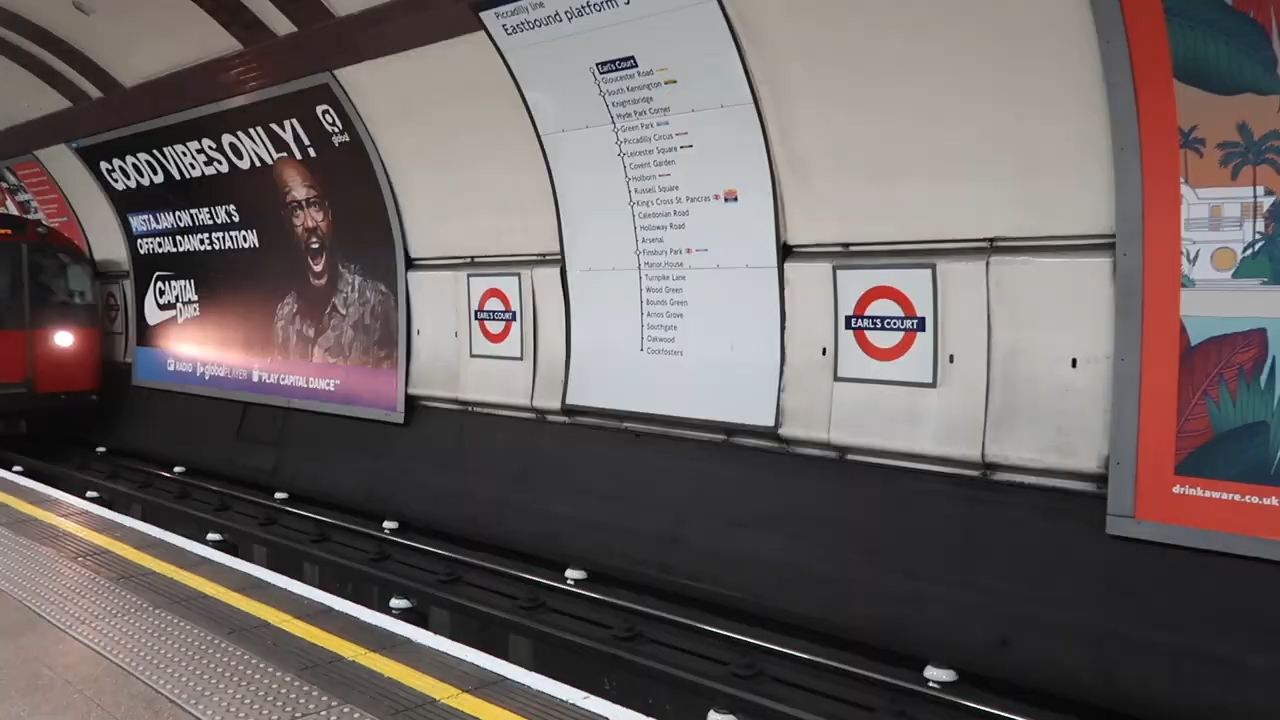 Piccadilly line
Eastbound platform
Earl's Court
Gloucester Road
South Kensington
Knightsbridge
Hyde Park Corner
Green Park
Piccadilly Circus
Leicester Square
Covent Garden
Holborn
Russell Square
King's Cross St. Pancras
Caledonian Road
Holloway Road
Arsenal
Finsbury Park
Manor House
Turnpike Lane
Wood Green
Bounds Green
Arnos Grove
Southgate
Oakwood
Cockfosters
GOOD VIBES ONLY!
global
MISTAJAM ON THE UK'S
OFFICIAL DANCE STATION
CAPITAL
DANCE
RADIO globalPLAYER "PLAY CAPITAL DANCE"
EARL'S COURT
EARL'S COURT
drinkaware.co.uk